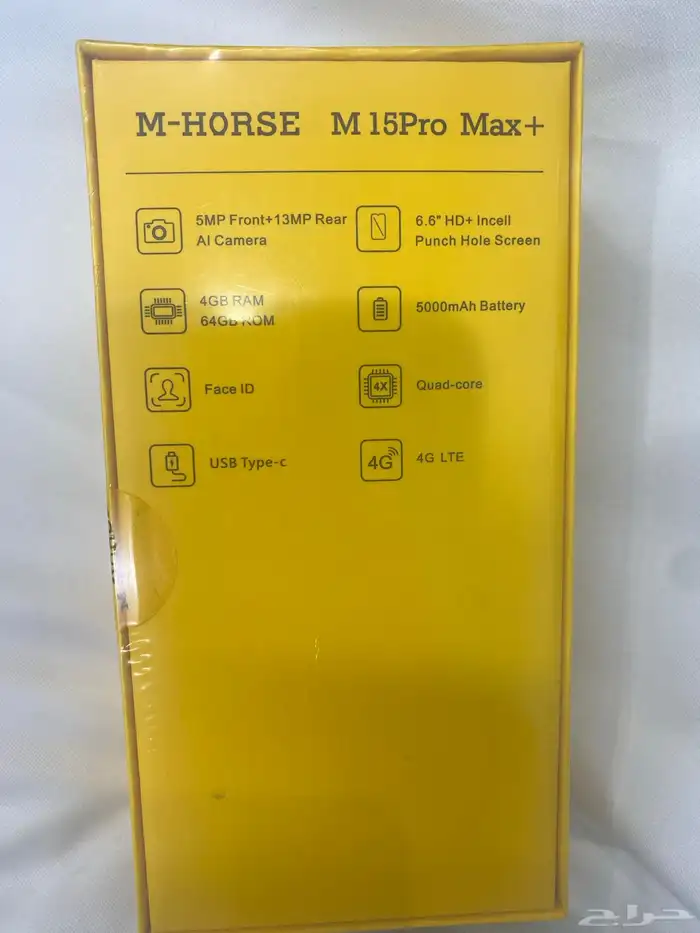 M-HORSE M 15Pro Max+
5MP Front+13MP Rear
AI Camera
6.6" HD+ Incell
Punch Hole Screen
4GB RAM
64GB ROM
5000mAh Battery
Face ID
4X
Quad-core
USB Type-c
4G
4G LTE
حراج